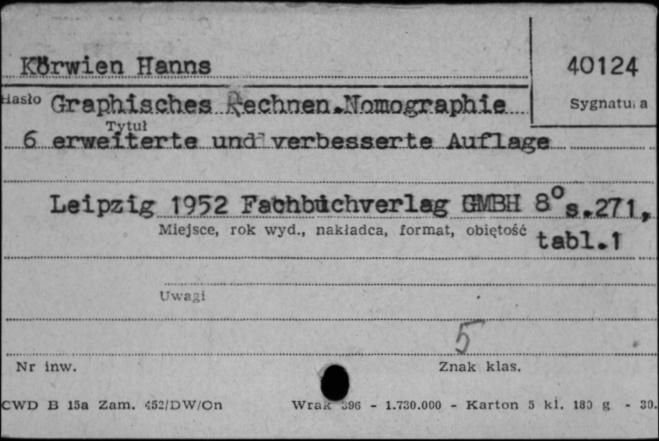 Körwien Hanns
40124
Hasło Graphisches Rechnen.Nomographie
Sygnatura
Tytuł
6 erweiterte und verbesserte Auflage
Leipzig 1952 Fachbuchverlag GMBH 8° s.271,
Miejsce, rok wyd., nakładca, format, objętość
tabl.1
Uwagi
5
Nr inw.
Znak klas.
CWD B 15a Zam. 452/DW/On Wrak 396 - 1.730.000 - Karton 5 kl. 180 g - 30.